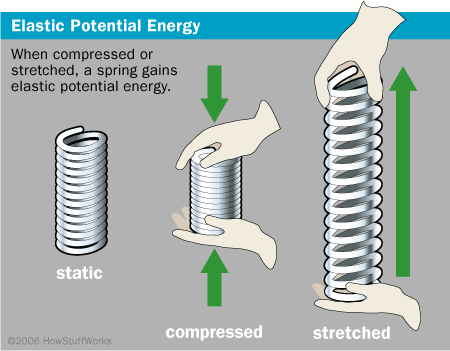 Elastic Potential Energy
When compressed or
stretched, a spring gains
elastic potential energy.
static
compressed
stretched
©2006 HowStuffWorks